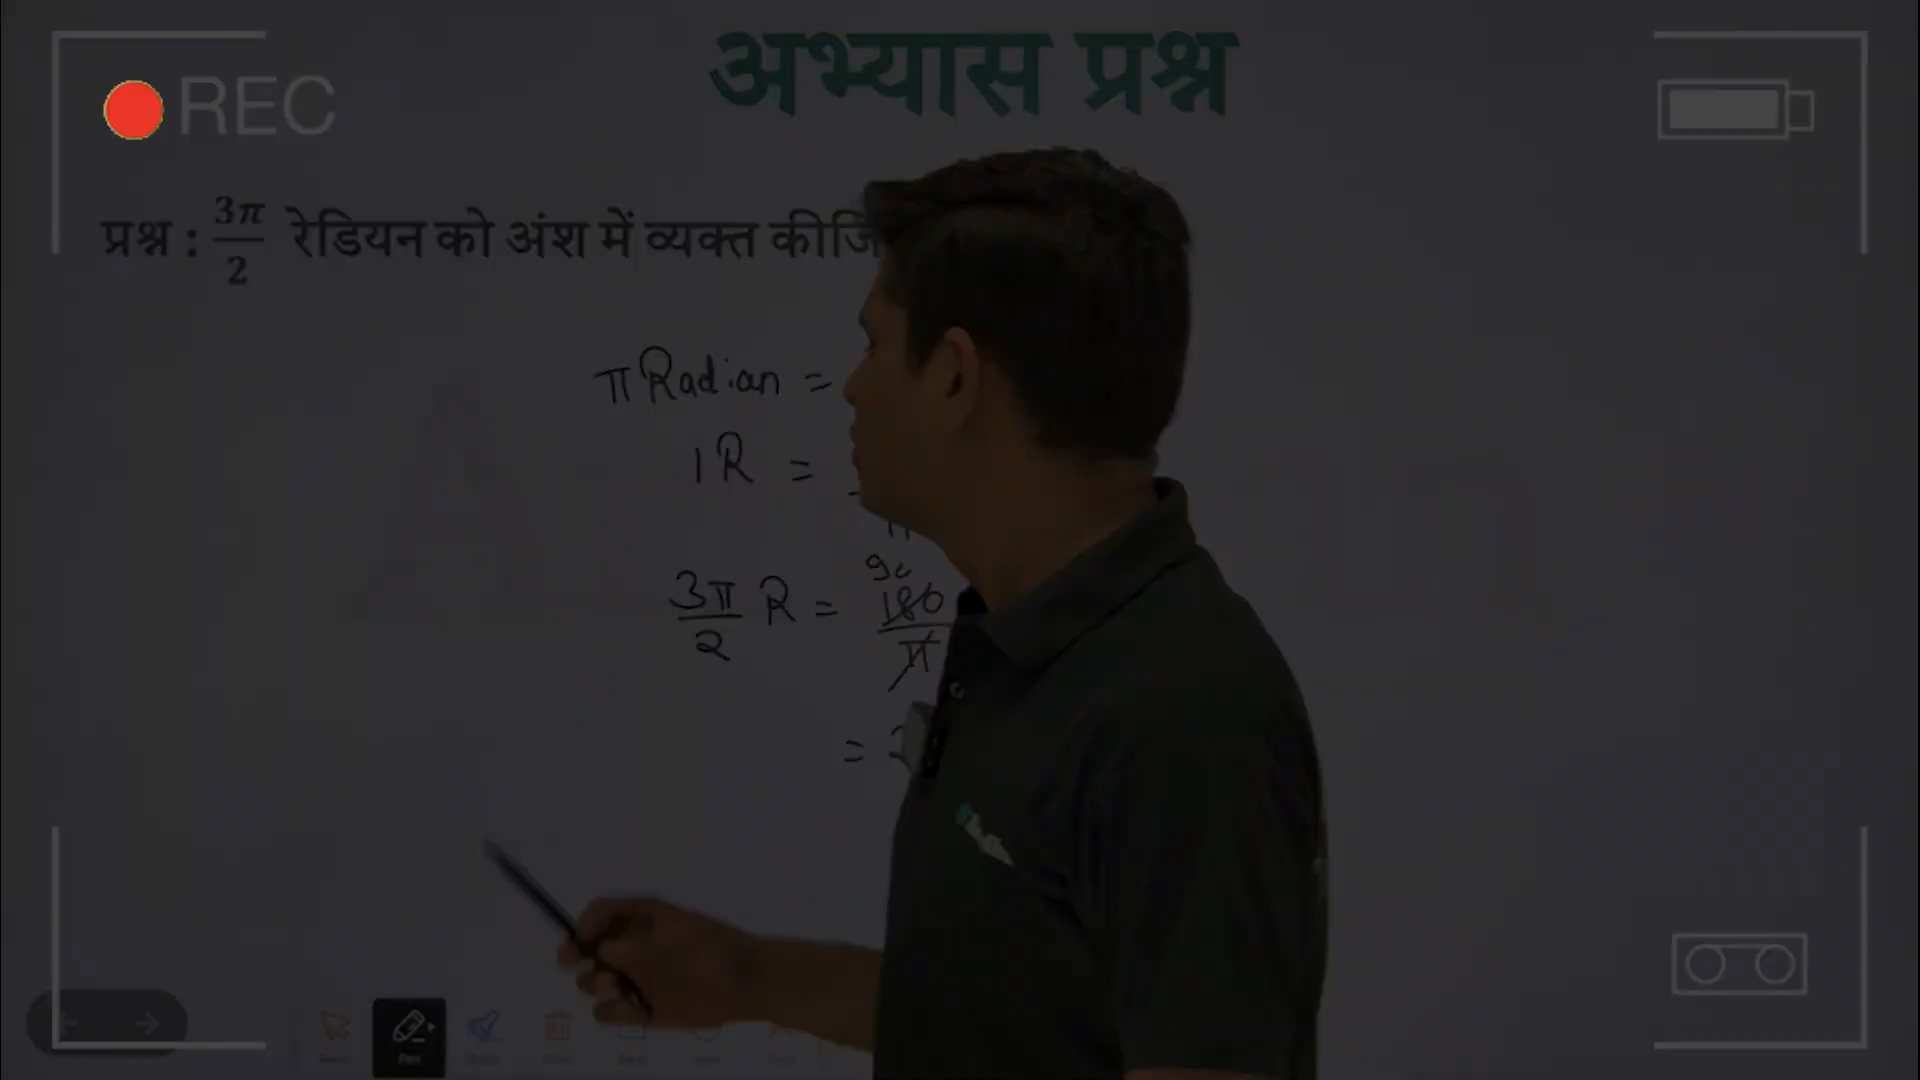 अभ्यास प्रश्न
REC
प्रश्न : 3π/2 रेडियन को अंश में व्यक्त
π Radian =
1R =
90
3π/2 R = 180/π
=